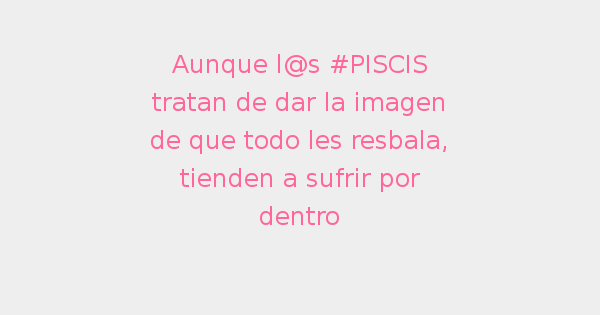 Aunque l@s #PISCIS
tratan de dar la imagen
de que todo les resbala,
tienden a sufrir por
dentro